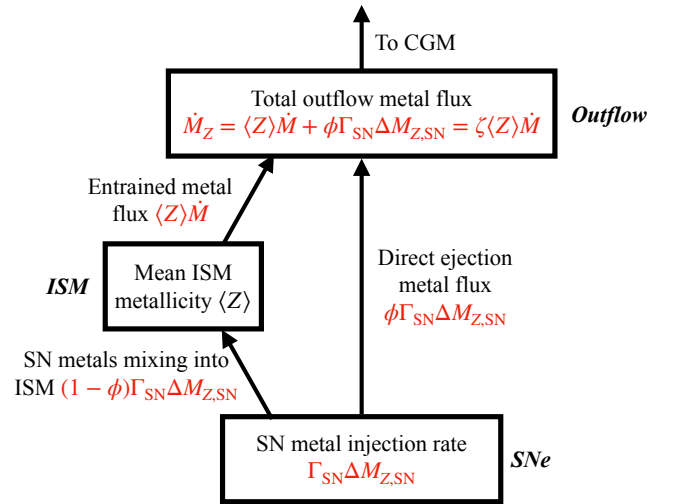 To CGM
Total outflow metal flux
Ṁ_Z = ⟨Z⟩Ṁ + ϕΓ_SN ΔM_Z,SN = ζ⟨Z⟩Ṁ
Outflow
Entrained metal
flux ⟨Z⟩Ṁ
Direct ejection
metal flux
ϕΓ_SN ΔM_Z,SN
ISM
Mean ISM
metallicity ⟨Z⟩
SN metals mixing into
ISM (1 − ϕ)Γ_SN ΔM_Z,SN
SN metal injection rate
Γ_SN ΔM_Z,SN
SNe